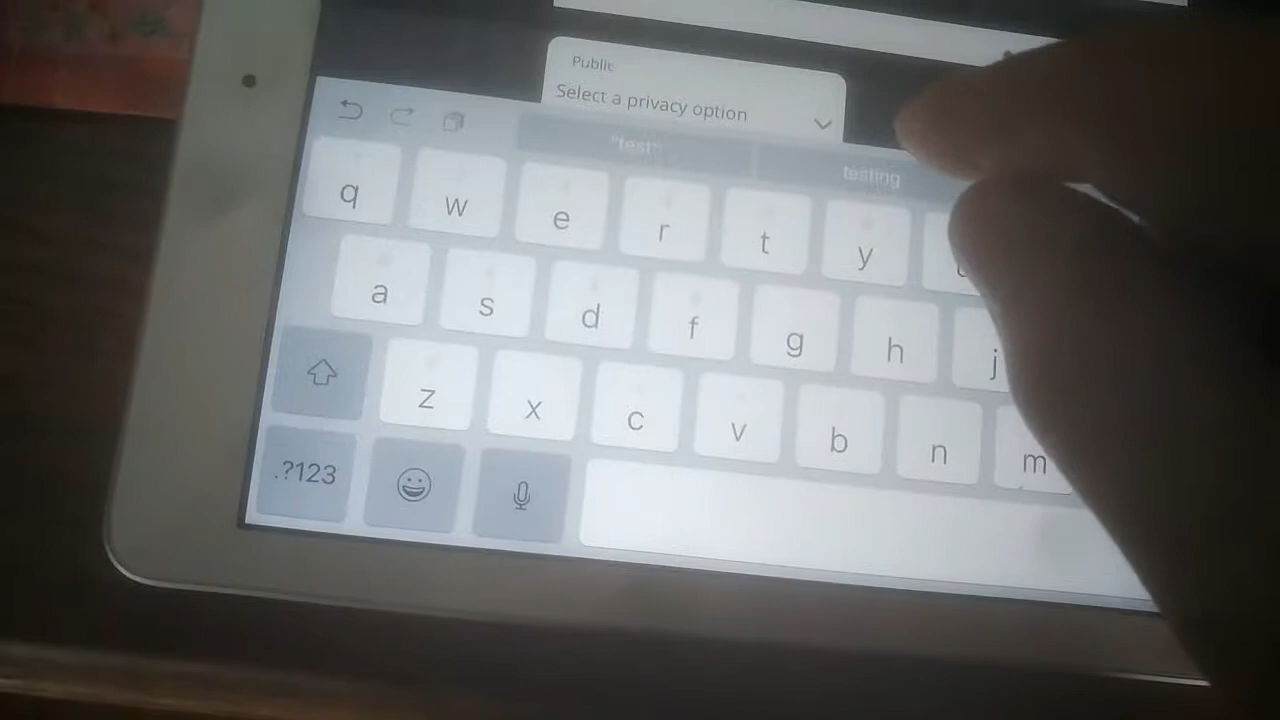 Public
Select a privacy option
"test"
testing
q w e r t y
a s d f g h j
z x c v b n m
.?123